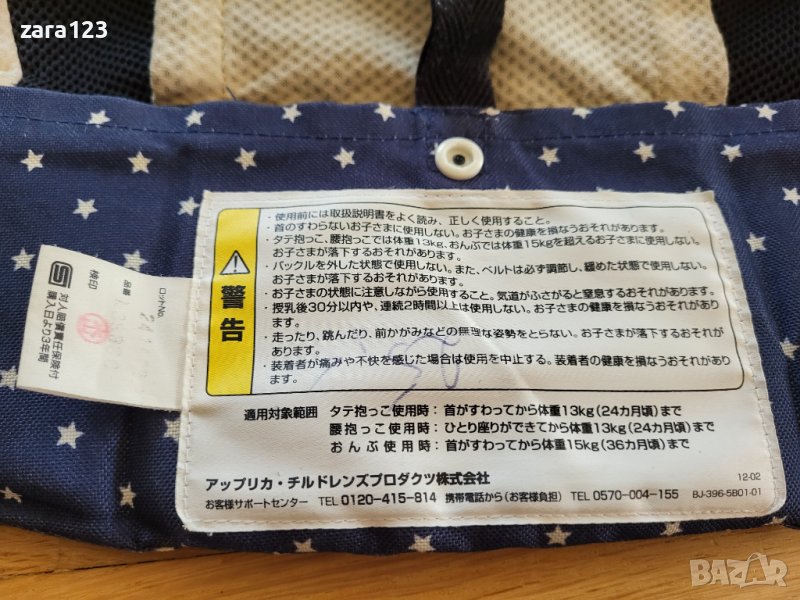 zara123
警告
・使用前には取扱説明書をよく読み、正しく使用すること。
・首のすわらないお子さまに使用しない。お子さまの健康を損なうおそれがあります。
・タテ抱っこ、腰抱っこでは体重13kg、おんぶでは体重15kgを超えるお子さまに使用しない。
お子さまが落下するおそれがあります。
・バックルを外した状態で使用しない。また、ベルトは必ず調節し、緩めた状態で使用しない。
お子さまが落下するおそれがあります。
・お子さまの状態に注意しながら使用すること。気道がふさがると窒息するおそれがあります。
・授乳後30分以内や、連続2時間以上は使用しない。お子さまの健康を損なうおそれがあります。
・走ったり、跳んだり、前かがみなどの無理な姿勢をとらない。お子さまが落下するおそれが
あります。
・装着者が痛みや不快を感じた場合は使用を中止する。装着者の健康を損なうおそれがあります。
適用対象範囲 タテ抱っこ使用時：首がすわってから体重13kg(24カ月頃)まで
腰抱っこ使用時：ひとり座りができてから体重13kg(24カ月頃)まで
おんぶ使用時：首がすわってから体重15kg(36カ月頃)まで
アップリカ・チルドレンズプロダクツ株式会社
12-02
お客様サポートセンター TEL 0120-415-814 携帯電話から(お客様負担) TEL 0570-004-155
BJ-396-5B01-01
ロットNo.
品番
検印
対人賠償責任保険付
購入日より3年間
BAZAR